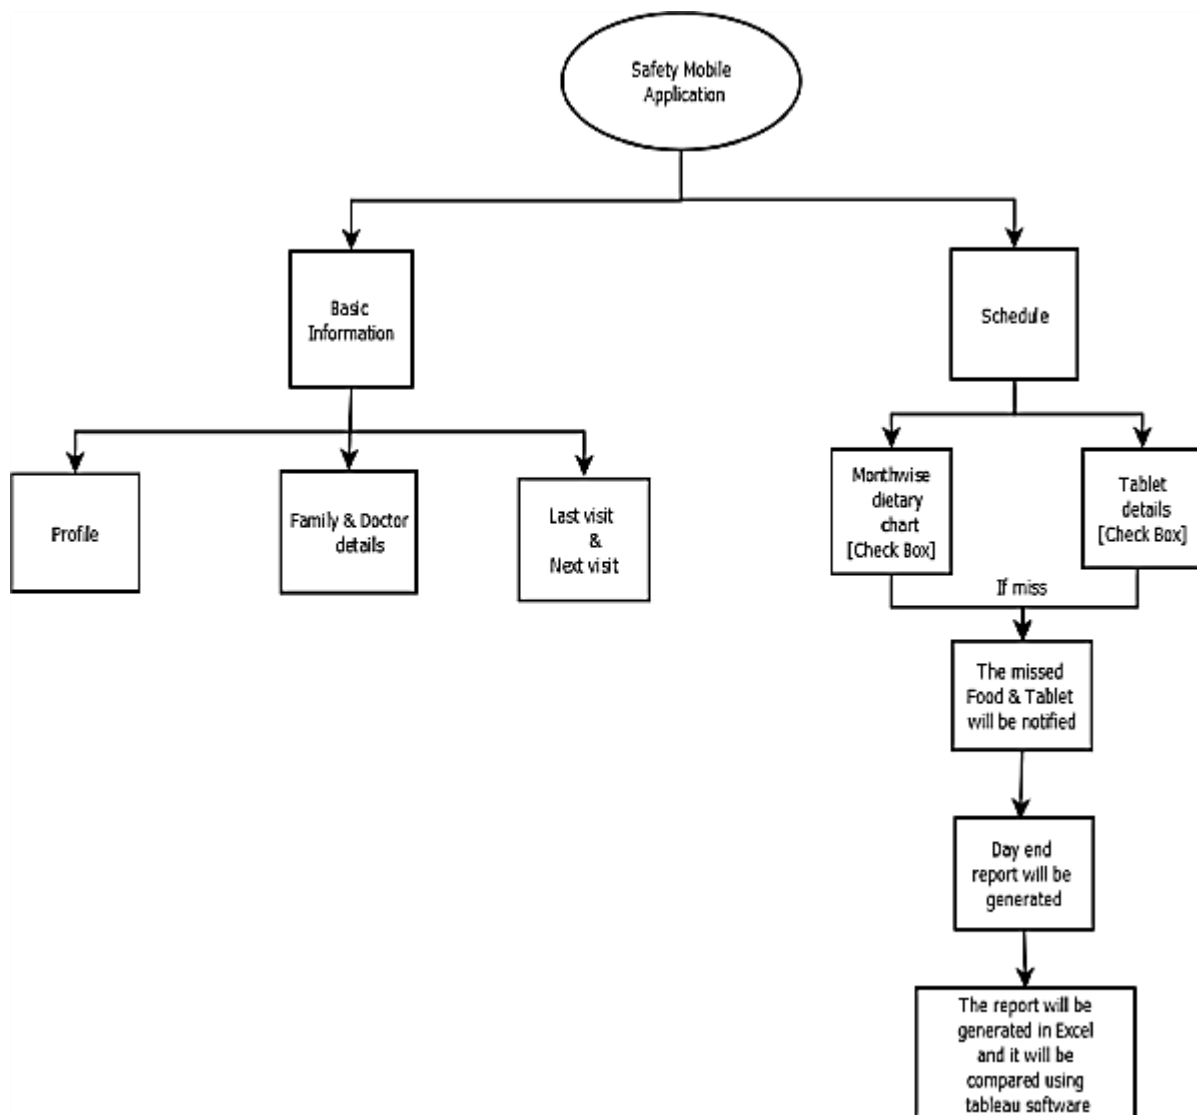 Safety Mobile
Application
Basic
Information
Schedule
Profile
Family & Doctor
details
Last visit
&
Next visit
Monthwise
dietary
chart
[Check Box]
Tablet
details
[Check Box]
If miss
The missed
Food & Tablet
will be notified
Day end
report will be
generated
The report will be
generated in Excel
and it will be
compared using
tableau software